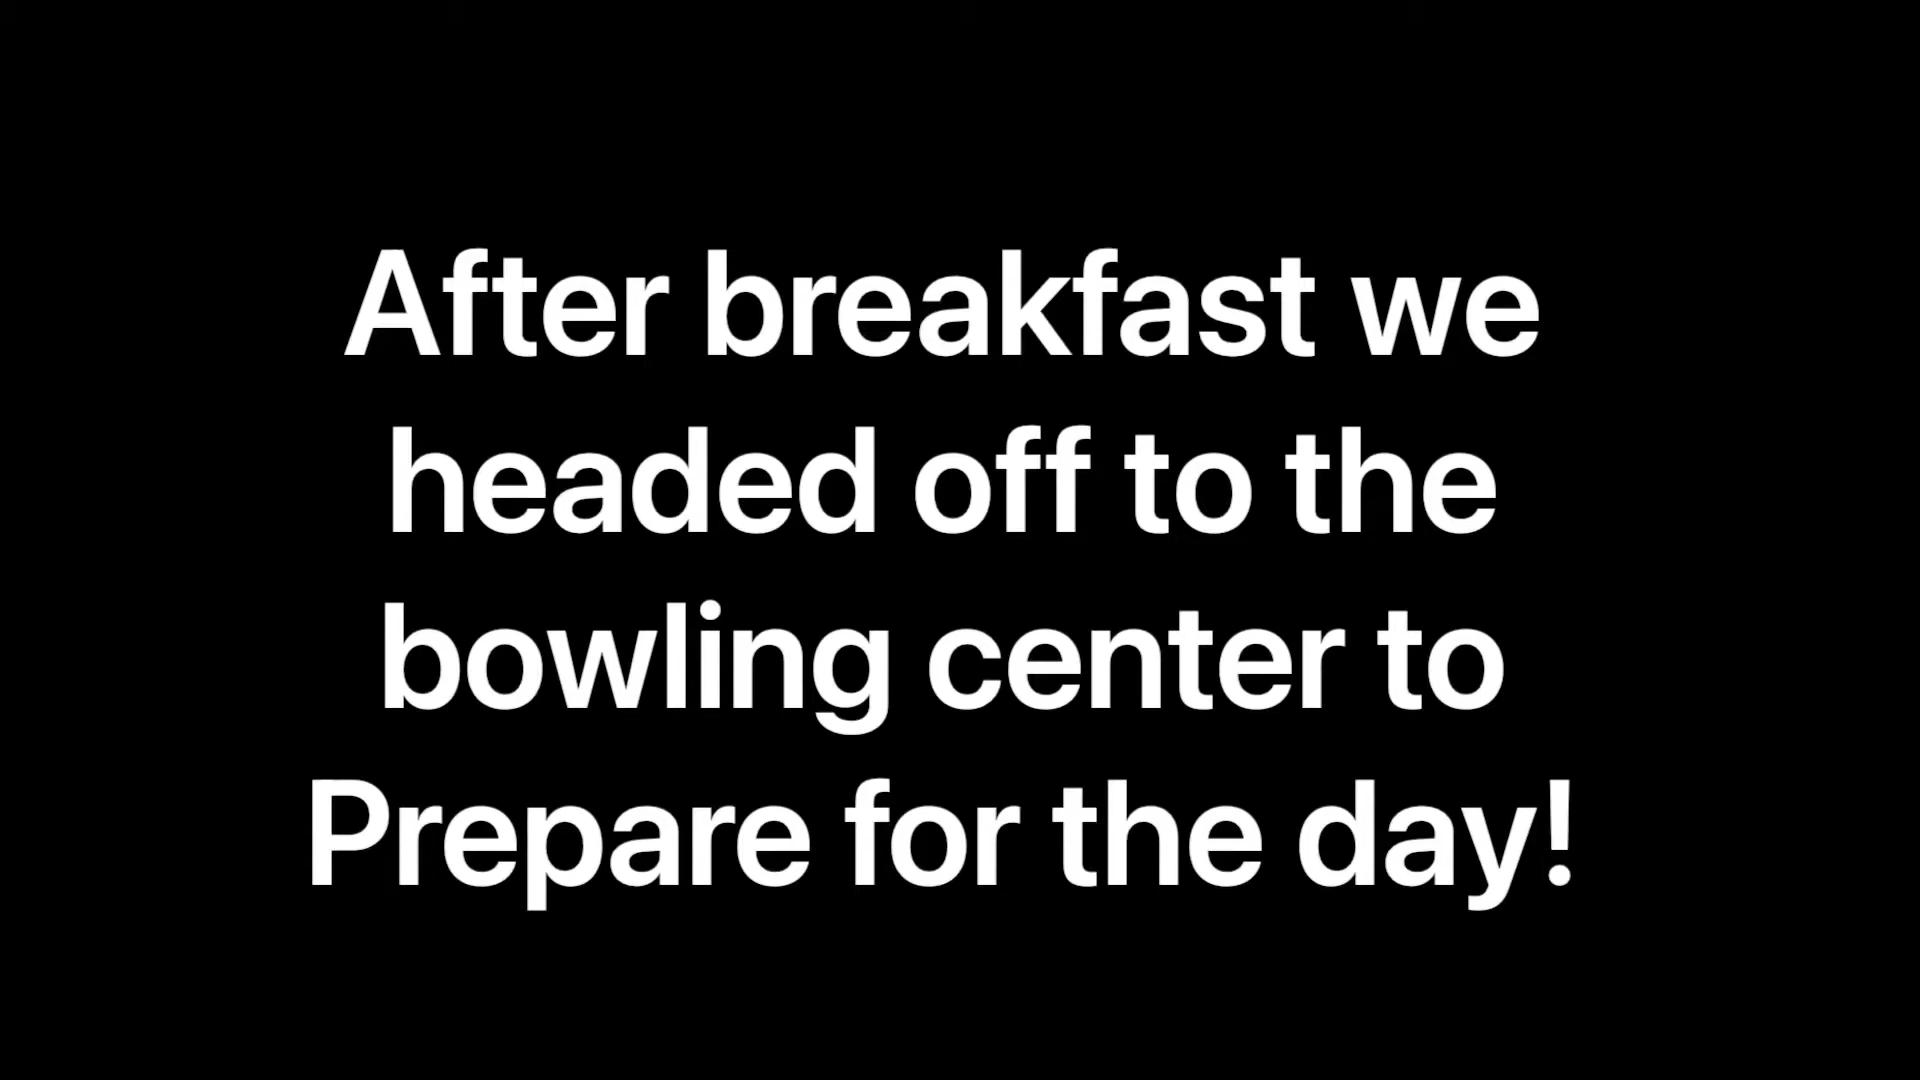 After breakfast we
headed off to the
bowling center to
Prepare for the day!